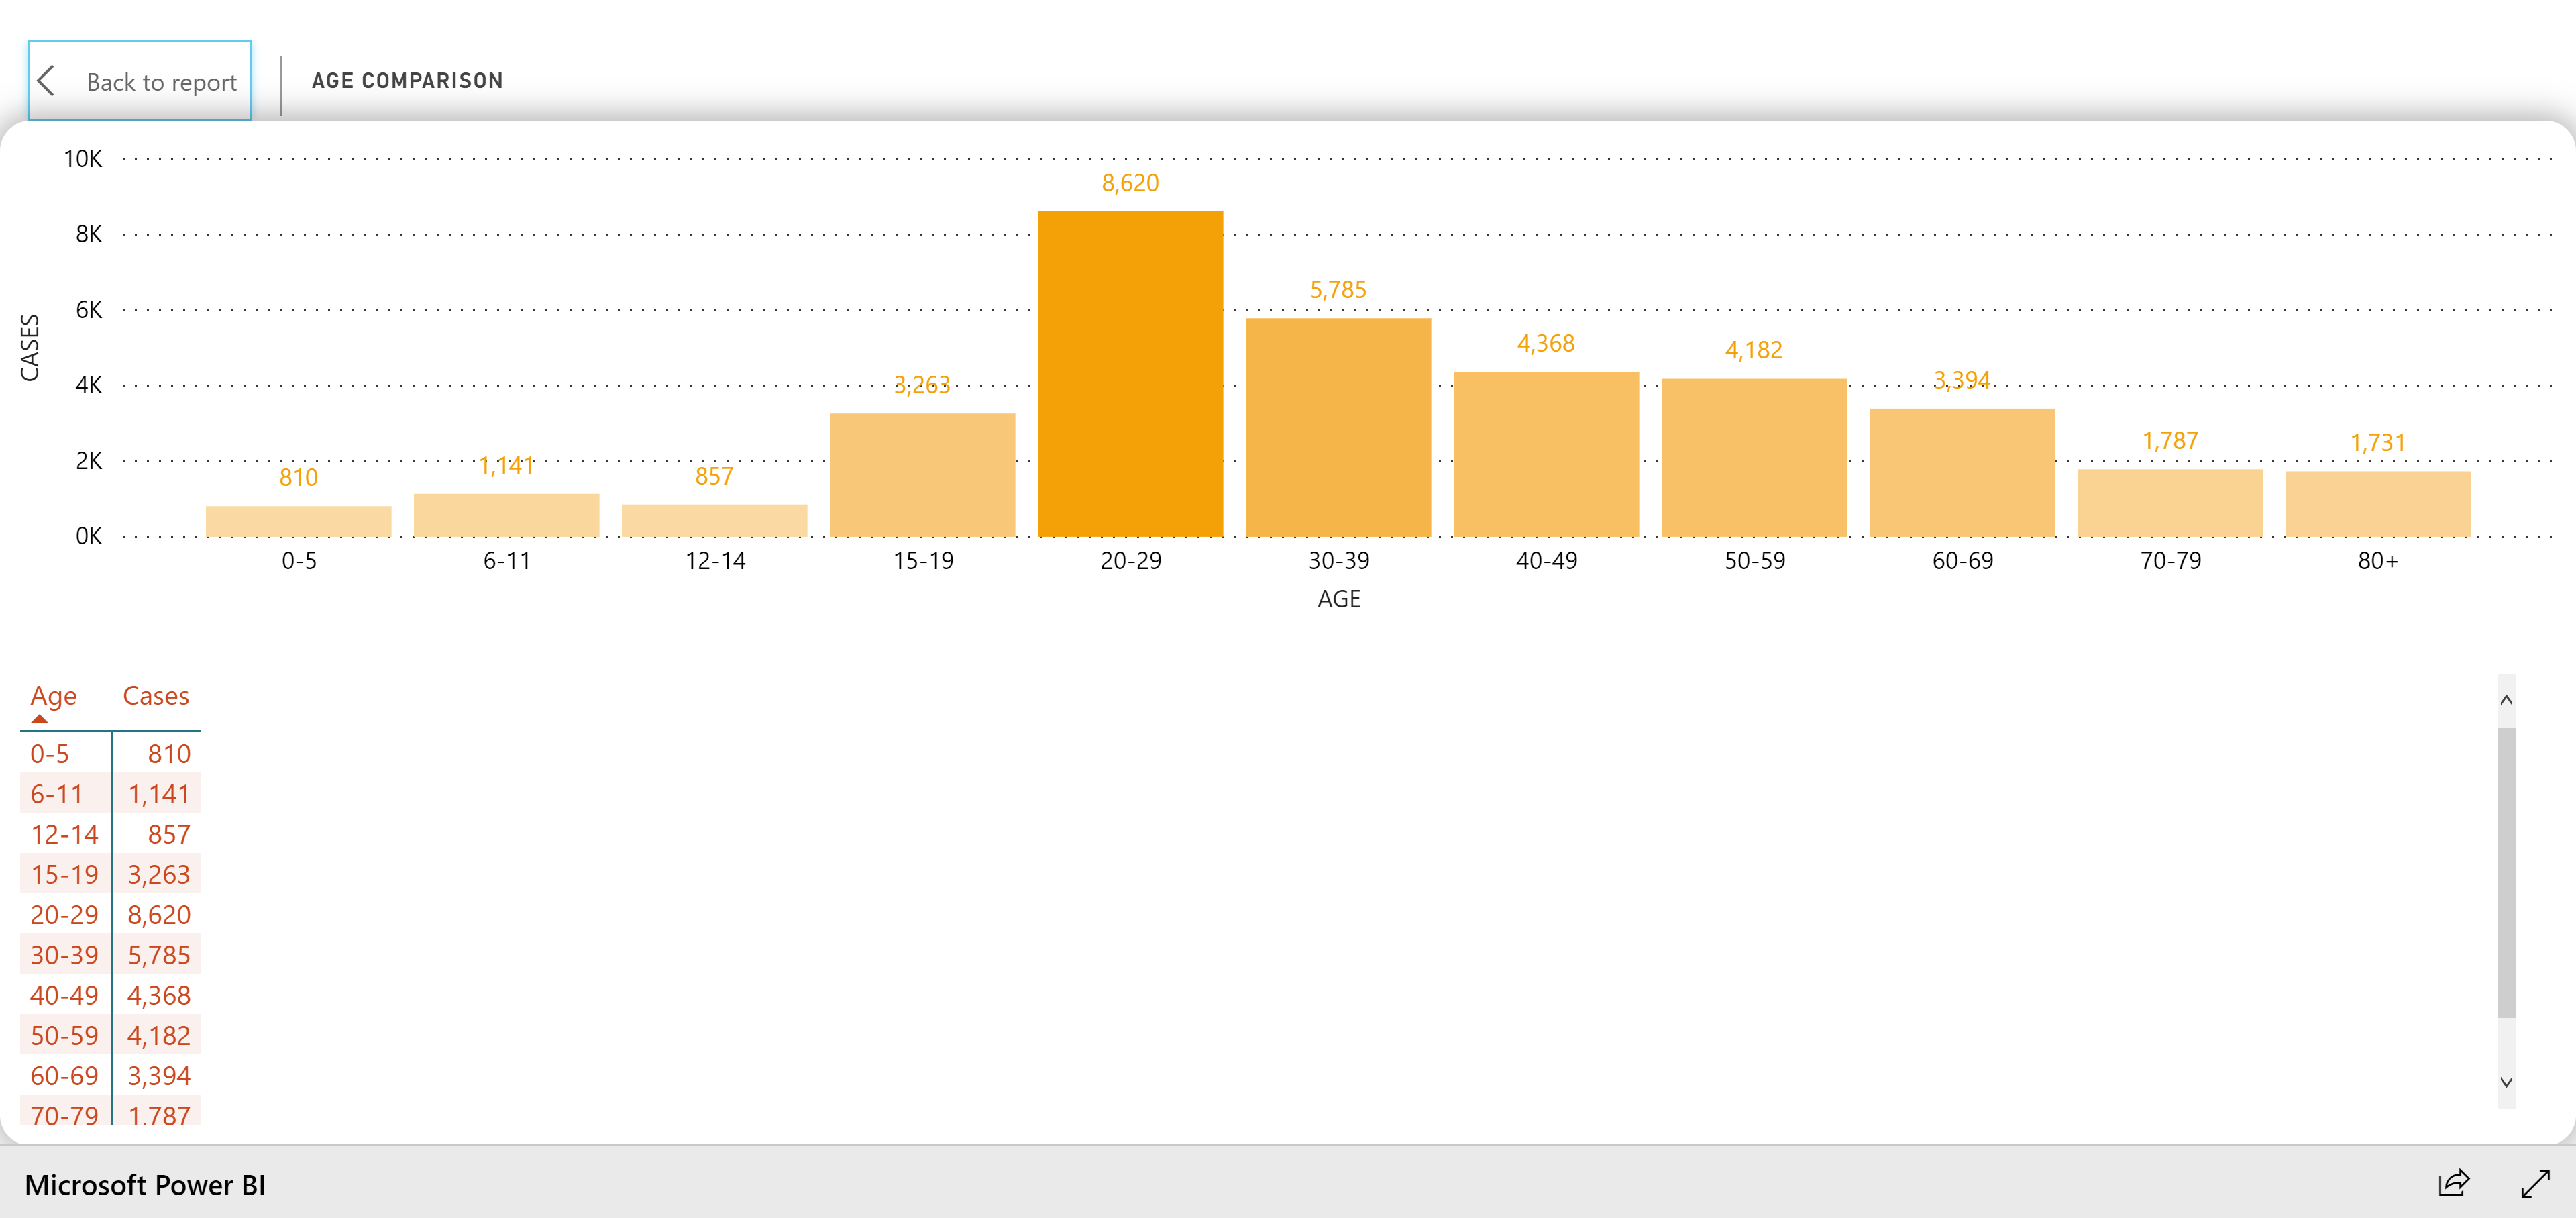 Back to report
AGE COMPARISON
CASES
10K
8K
6K
4K
2K
0K
810
1,141
857
3,263
8,620
5,785
4,368
4,182
3,394
1,787
1,731
0-5
6-11
12-14
15-19
20-29
30-39
40-49
50-59
60-69
70-79
80+
AGE
Age Cases
0-5 810
6-11 1,141
12-14 857
15-19 3,263
20-29 8,620
30-39 5,785
40-49 4,368
50-59 4,182
60-69 3,394
70-79 1,787
Microsoft Power BI